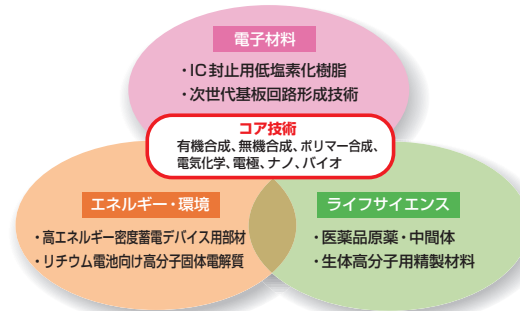 電子材料
・IC封止用低塩素化樹脂
・次世代基板回路形成技術
コア技術
有機合成、無機合成、ポリマー合成、
電気化学、電極、ナノ、バイオ
エネルギー・環境
・高エネルギー密度蓄電デバイス用部材
・リチウム電池向け高分子固体電解質
ライフサイエンス
・医薬品原薬・中間体
・生体高分子用精製材料